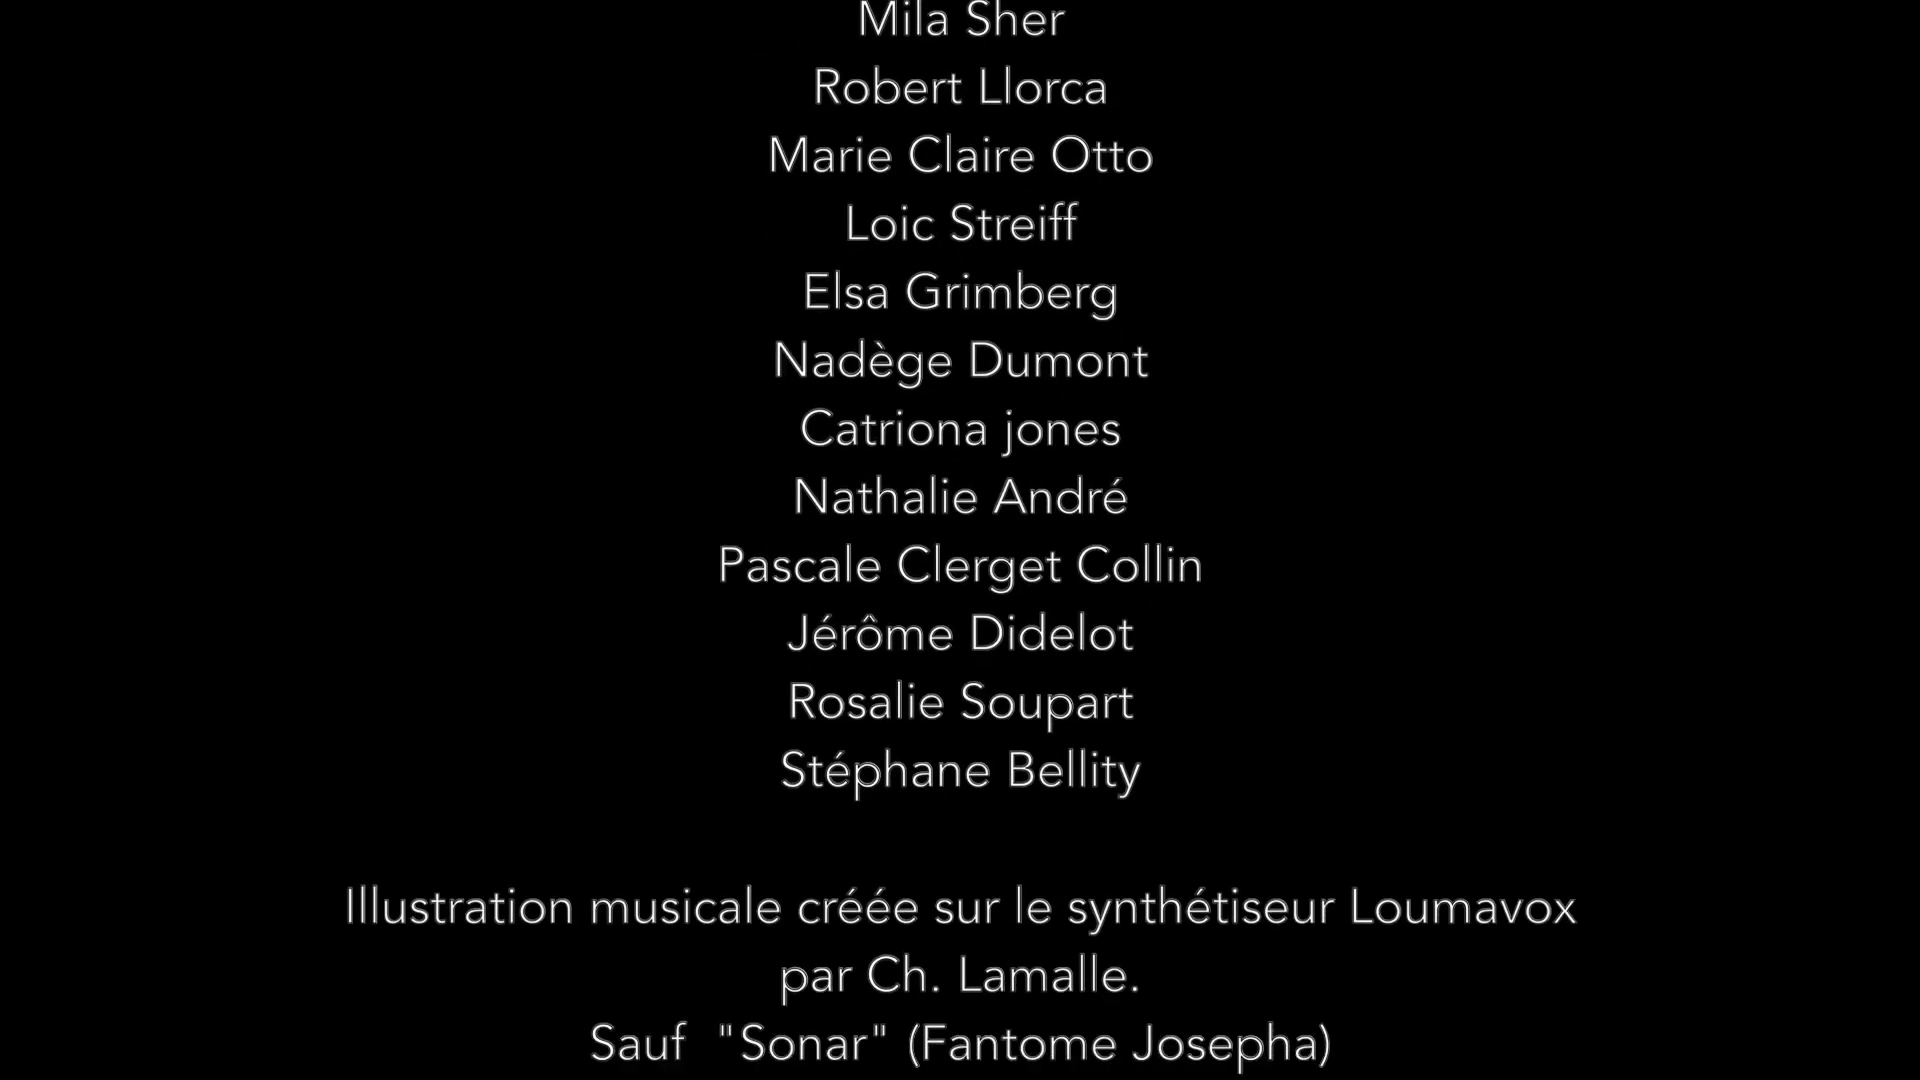 Mila Sher
Robert Llorca
Marie Claire Otto
Loic Streiff
Elsa Grimberg
Nadège Dumont
Catriona jones
Nathalie André
Pascale Clerget Collin
Jérôme Didelot
Rosalie Soupart
Stéphane Bellity
Illustration musicale créée sur le synthétiseur Loumavox
par Ch. Lamalle.
Sauf  "Sonar" (Fantome Josepha)